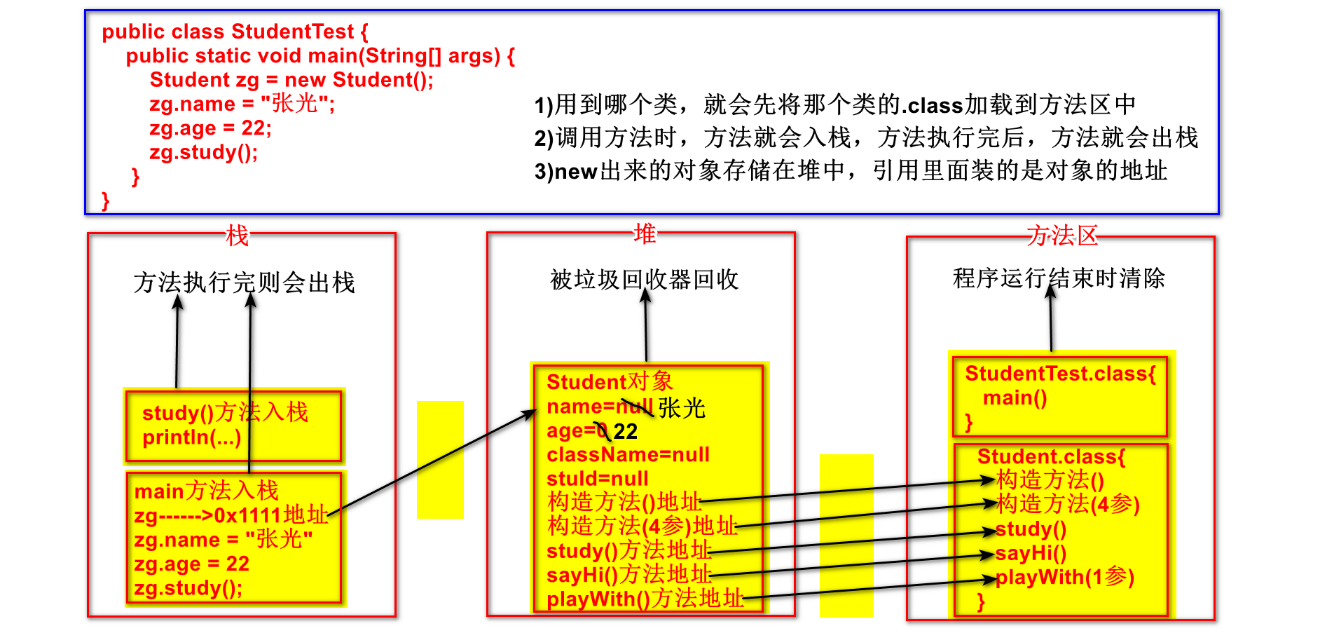 public class StudentTest {
public static void main(String[] args) {
Student zg = new Student();
zg.name = "张光";
zg.age = 22;
zg.study();
}
}
1)用到哪个类，就会先将那个类的.class加载到方法区中
2)调用方法时，方法就会入栈，方法执行完后，方法就会出栈
3)new出来的对象存储在堆中，引用里面装的是对象的地址
栈
方法执行完则会出栈
study()方法入栈
println(...)
main方法入栈
zg------>0x1111地址
zg.name = "张光"
zg.age = 22
zg.study();
堆
被垃圾回收器回收
Student对象
name=null 张光
age=0 22
className=null
stuId=null
构造方法()地址
构造方法(4参)地址
study()方法地址
sayHi()方法地址
playWith()方法地址
方法区
程序运行结束时清除
StudentTest.class{
main()
}
Student.class{
构造方法()
构造方法(4参)
study()
sayHi()
playWith(1参)
}